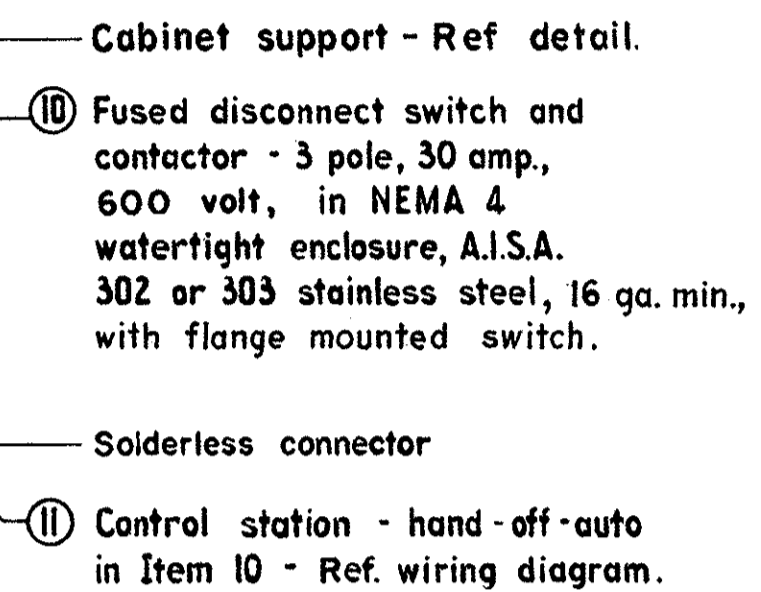 Cabinet support - Ref detail.
10 Fused disconnect switch and
contactor - 3 pole, 30 amp.,
600 volt, in NEMA 4
watertight enclosure, A.I.S.A.
302 or 303 stainless steel, 16 ga. min.,
with flange mounted switch.
Solderless connector
11 Control station - hand - off - auto
in Item 10 - Ref. wiring diagram.